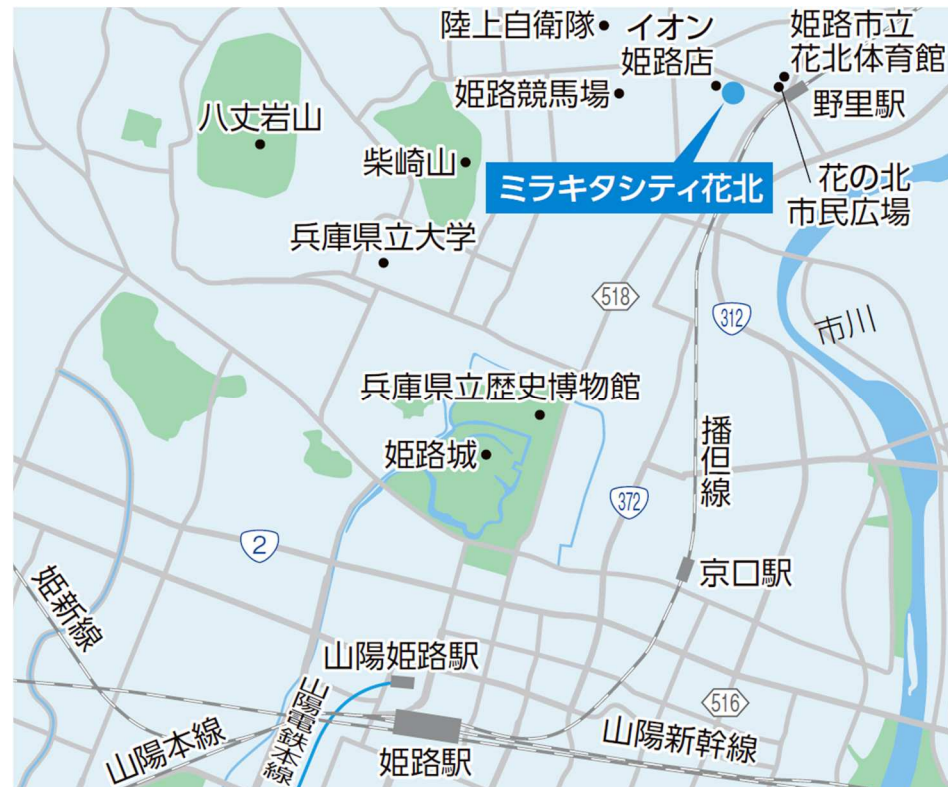 陸上自衛隊
イオン
姫路店
姫路市立
花北体育館
姫路競馬場
野里駅
八丈岩山
柴崎山
ミラキタシティ花北
花の北
市民広場
兵庫県立大学
518
312
市川
兵庫県立歴史博物館
姫路城
播但線
372
2
京口駅
姫新線
山陽姫路駅
516
山陽電鉄本線
山陽本線
姫路駅
山陽新幹線